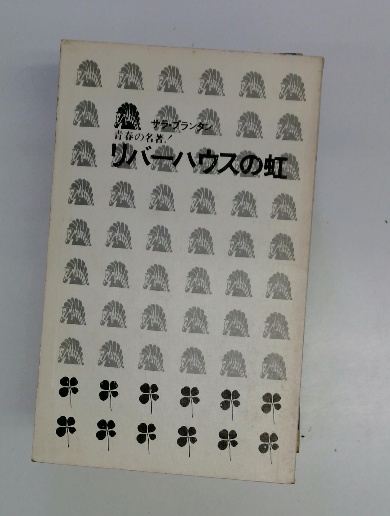 サラ・ブランタン
青春の名著!
リバーハウスの虹